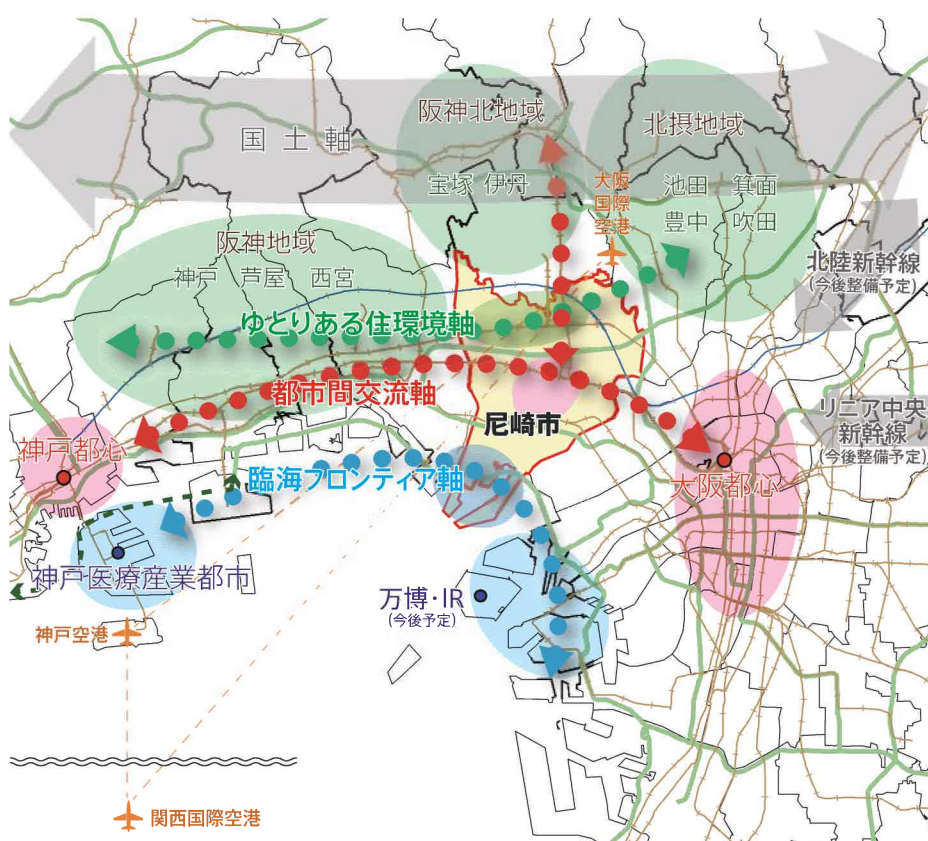 阪神北地域
北摂地域
国土軸
宝塚 伊丹
大阪
国際
空港
池田 箕面
豊中 吹田
阪神地域
神戸 芦屋 西宮
北陸新幹線
(今後整備予定)
ゆとりある住環境軸
都市間交流軸
尼崎市
リニア中央
新幹線
(今後整備予定)
神戸都心
臨海フロンティア軸
大阪都心
神戸医療産業都市
万博・IR
(今後予定)
神戸空港
関西国際空港